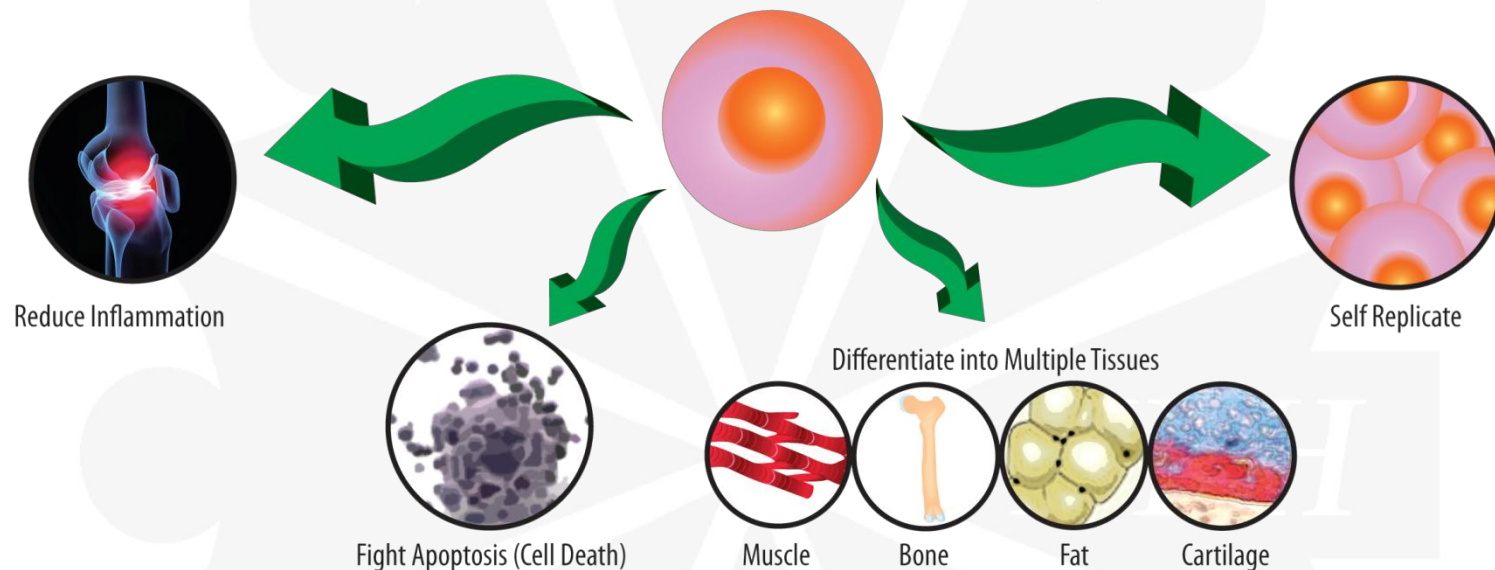 Reduce Inflammation
Self Replicate
Differentiate into Multiple Tissues
Fight Apoptosis (Cell Death)
Muscle
Bone
Fat
Cartilage